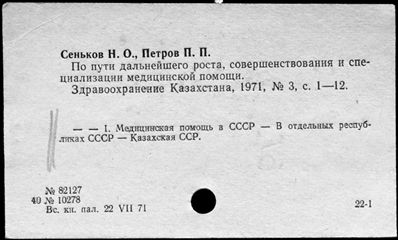 Сеньков Н. О., Петров П. П.
По пути дальнейшего роста, совершенствования и спе-
циализации медицинской помощи.
Здравоохранение Казахстана, 1971, № 3, с. 1—12.
— — I. Медицинская помощь в СССР — В отдельных респуб-
ликах СССР — Казахская ССР.
№ 82127
40 № 10278
Вс. кн. пал. 22 VII 71
22-1